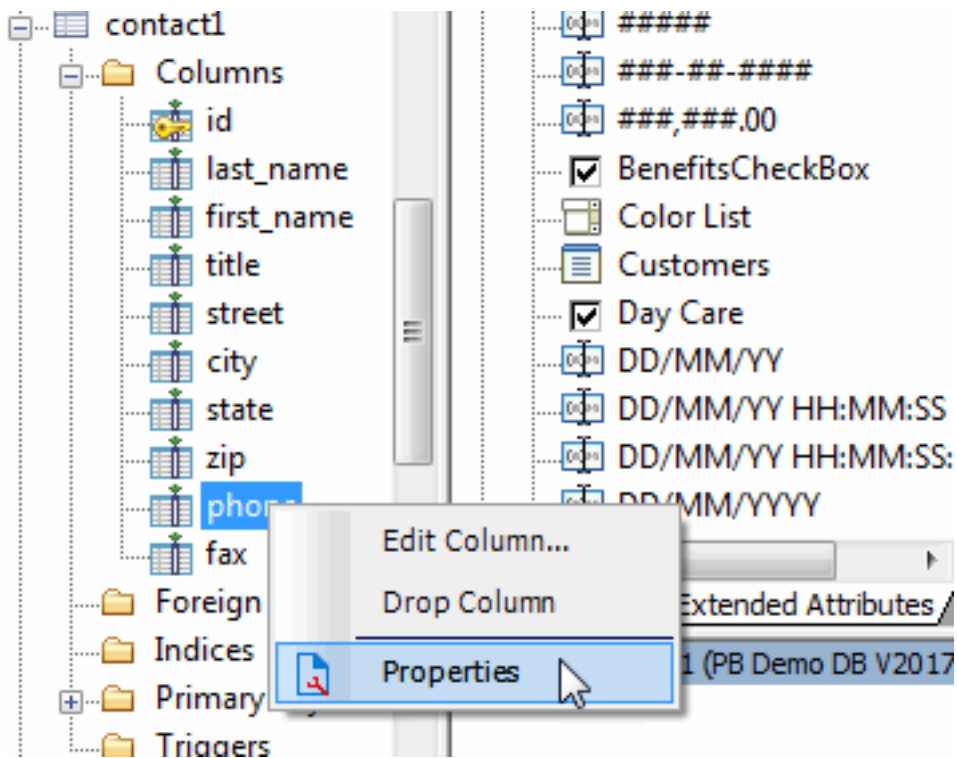 contact1
Columns
id
last_name
first_name
title
street
city
state
zip
phone
fax
Foreign
Indices
Primary
Triggers
#####
###-##-####
###,###.00
BenefitsCheckBox
Color List
Customers
Day Care
DD/MM/YY
DD/MM/YY HH:MM:SS
DD/MM/YY HH:MM:SS:
DD/MM/YYYY
Edit Column...
Drop Column
Properties
Extended Attributes
1 (PB Demo DB V2017